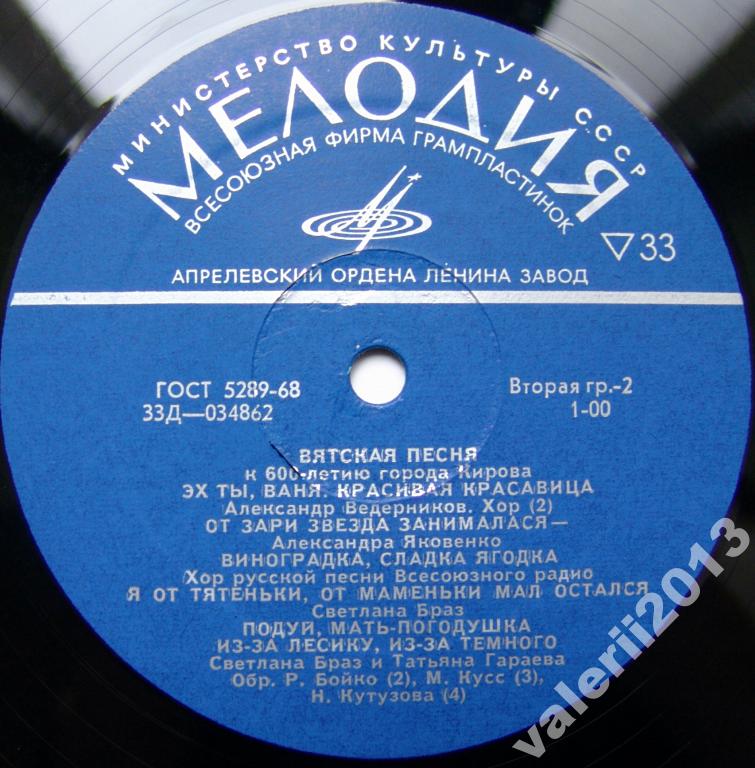 МИНИСТЕРСТВО КУЛЬТУРЫ СССР
МЕЛОДИЯ
ВСЕСОЮЗНАЯ ФИРМА ГРАМПЛАСТИНОК
▽33
АПРЕЛЕВСКИЙ ОРДЕНА ЛЕНИНА ЗАВОД
ГОСТ 5289-68 Вторая гр.-2
33Д—034862 1-00
ВЯТСКАЯ ПЕСНЯ
к 600-летию города Кирова
ЭХ ТЫ, ВАНЯ. КРАСИВАЯ КРАСАВИЦА
Александр Ведерников. Хор (2)
ОТ ЗАРИ ЗВЕЗДА ЗАНИМАЛАСЯ—
Александра Яковенко
ВИНОГРАДКА, СЛАДКА ЯГОДКА
Хор русской песни Всесоюзного радио
Я ОТ ТЯТЕНЬКИ, ОТ МАМЕНЬКИ МАЛ ОСТАЛСЯ
Светлана Браз
ПОДУЙ, МАТЬ-ПОГОДУШКА
ИЗ-ЗА ЛЕСИКУ, ИЗ-ЗА ТЕМНОГО
Светлана Браз и Татьяна Гараева
Обр. Р. Бойко (2), М. Кусс (3),
Н. Кутузова (4)
valerii2013